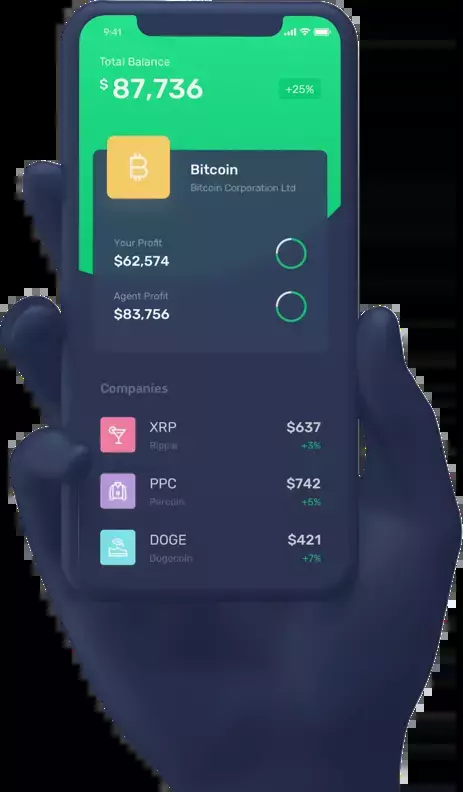 9:41
Total Balance
$ 87,736
+25%
Bitcoin
Bitcoin Corporation Ltd
Your Profit
$62,574
Agent Profit
$83,756
Companies
XRP
$637
Ripple
+3%
PPC
$742
Percoin
+5%
DOGE
$421
Dogecoin
+7%